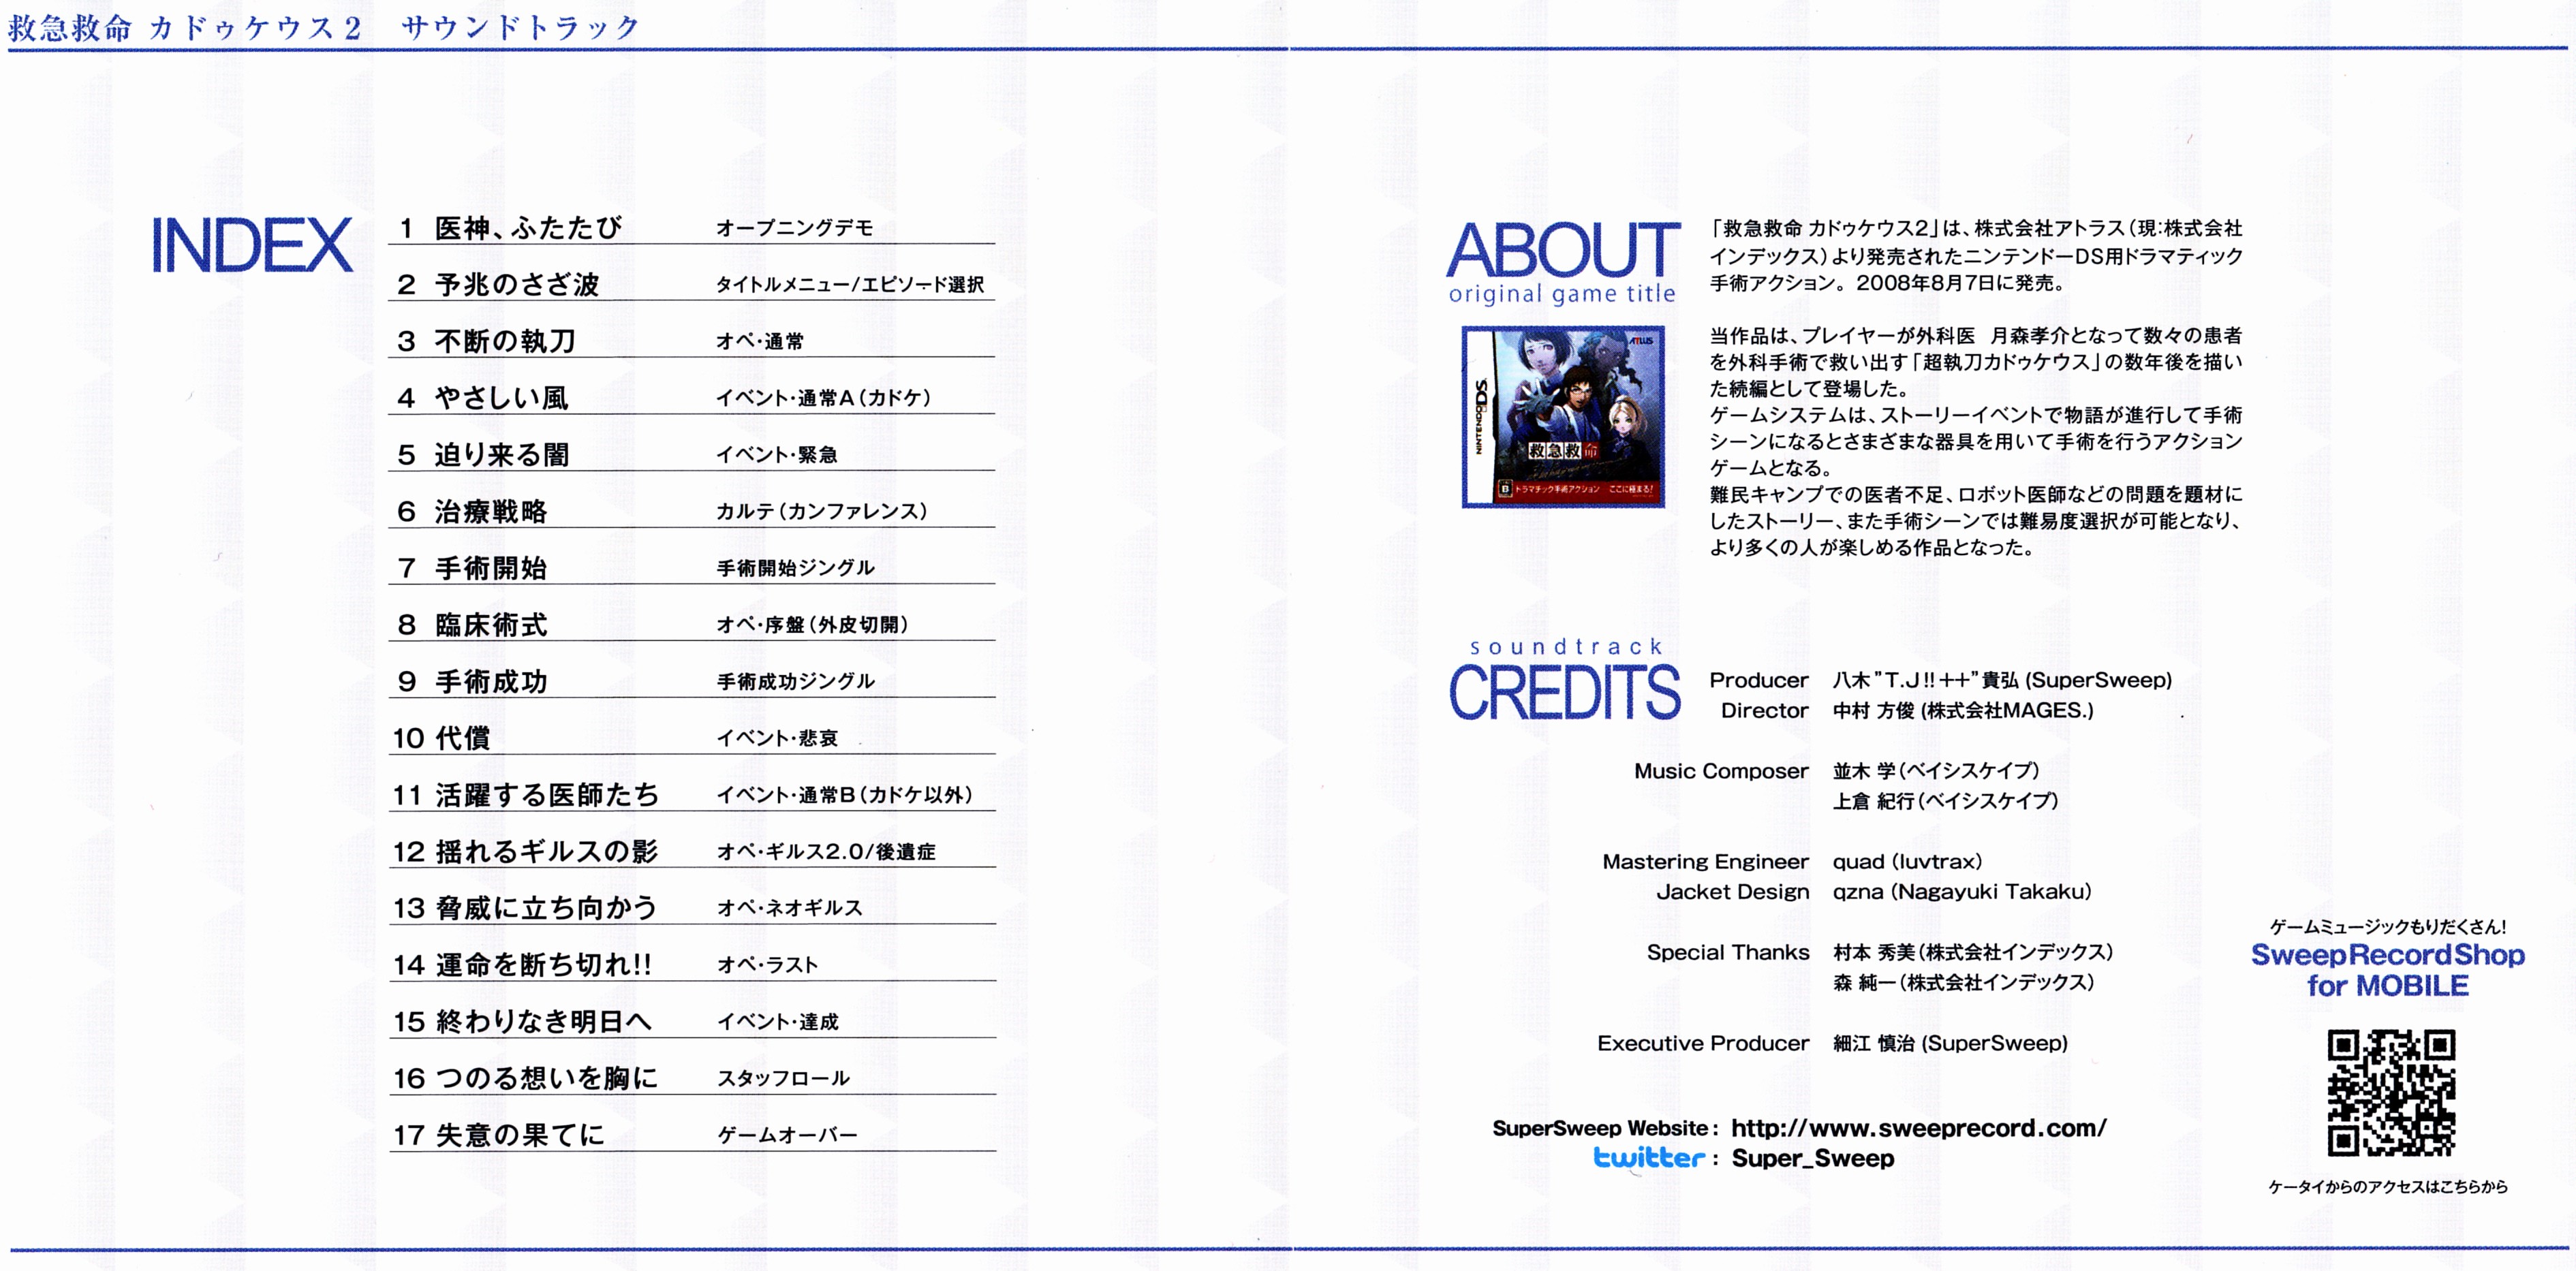 救急救命 カドゥケウス2　サウンドトラック
INDEX
1 医神、ふたたび オープニングデモ
2 予兆のさざ波 タイトルメニュー/エピソード選択
3 不断の執刀 オペ・通常
4 やさしい風 イベント・通常A(カドケ)
5 迫り来る闇 イベント・緊急
6 治療戦略 カルテ(カンファレンス)
7 手術開始 手術開始ジングル
8 臨床術式 オペ・序盤(外皮切開)
9 手術成功 手術成功ジングル
10 代償 イベント・悲哀
11 活躍する医師たち イベント・通常B(カドケ以外)
12 揺れるギルスの影 オペ・ギルス2.0/後遺症
13 脅威に立ち向かう オペ・ネオギルス
14 運命を断ち切れ!! オペ・ラスト
15 終わりなき明日へ イベント・達成
16 つのる想いを胸に スタッフロール
17 失意の果てに ゲームオーバー
ABOUT
original game title
ATLUS
NINTENDO DS
救急救命
B ドラマチック手術アクション ここに極まる!
「救急救命 カドゥケウス2」は、株式会社アトラス(現:株式会社
インデックス)より発売されたニンテンドーDS用ドラマティック
手術アクション。2008年8月7日に発売。
当作品は、プレイヤーが外科医 月森孝介となって数々の患者
を外科手術で救い出す「超執刀カドゥケウス」の数年後を描い
た続編として登場した。
ゲームシステムは、ストーリーイベントで物語が進行して手術
シーンになるとさまざまな器具を用いて手術を行うアクション
ゲームとなる。
難民キャンプでの医者不足、ロボット医師などの問題を題材に
したストーリー、また手術シーンでは難易度選択が可能となり、
より多くの人が楽しめる作品となった。
soundtrack
CREDITS
Producer 八木"T.J!!++"貴弘 (SuperSweep)
Director 中村 方俊 (株式会社MAGES.)
Music Composer 並木 学(ベイシスケイプ)
上倉 紀行(ベイシスケイプ)
Mastering Engineer quad (luvtrax)
Jacket Design qzna (Nagayuki Takaku)
Special Thanks 村本 秀美(株式会社インデックス)
森 純一(株式会社インデックス)
Executive Producer 細江 慎治 (SuperSweep)
SuperSweep Website: http://www.sweeprecord.com/
twitter: Super_Sweep
ゲームミュージックもりだくさん!
SweepRecordShop
for MOBILE
ケータイからのアクセスはこちらから